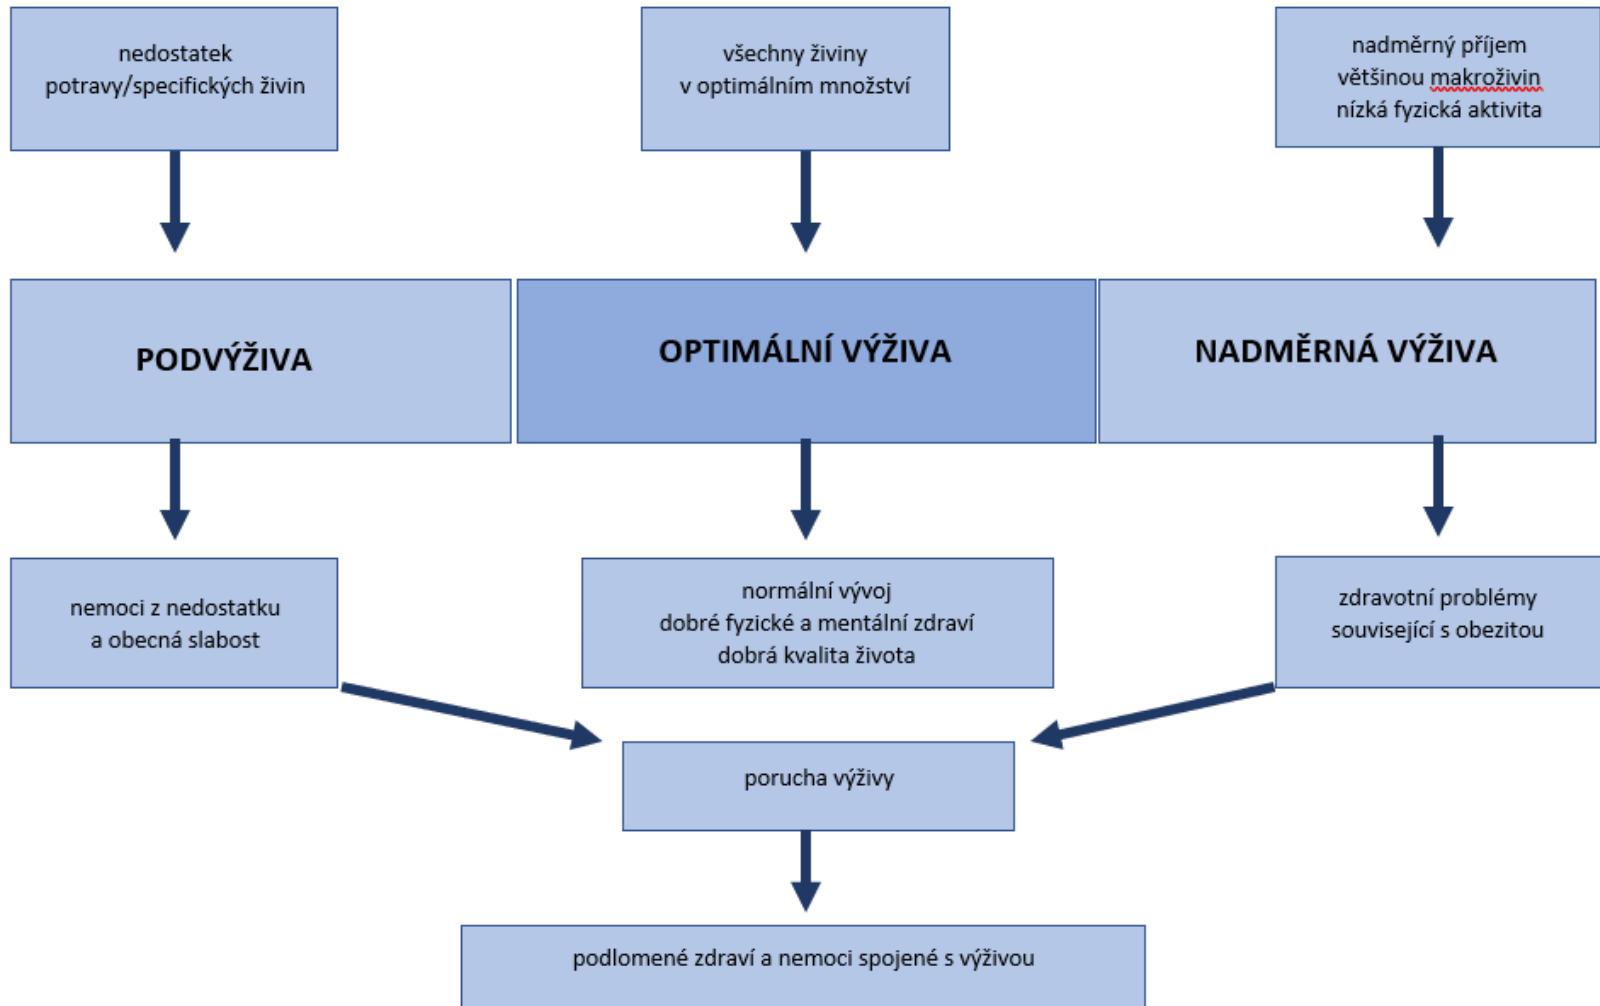 nedostatek
potravy/specifických živin
všechny živiny
v optimálním množství
nadměrný příjem
většinou makroživin
nízká fyzická aktivita
PODVÝŽIVA
OPTIMÁLNÍ VÝŽIVA
NADMĚRNÁ VÝŽIVA
nemoci z nedostatku
a obecná slabost
normální vývoj
dobré fyzické a mentální zdraví
dobrá kvalita života
zdravotní problémy
související s obezitou
porucha výživy
podlomené zdraví a nemoci spojené s výživou